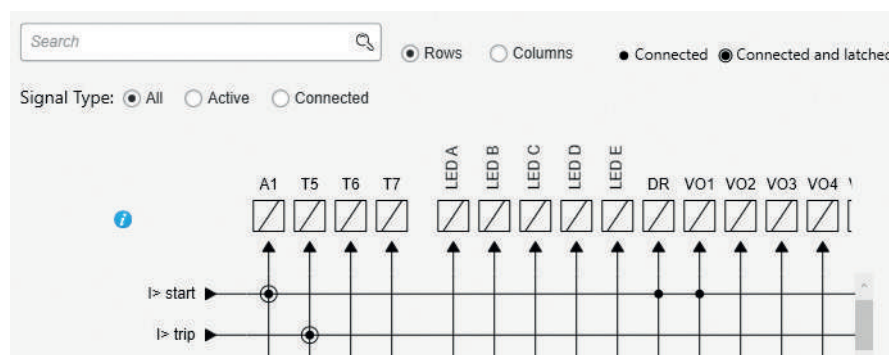 Search
Rows Columns Connected Connected and latched
Signal Type: All Active Connected
A1 T5 T6 T7 LED A LED B LED C LED D LED E DR VO1 VO2 VO3 VO4
i
I> start
I> trip